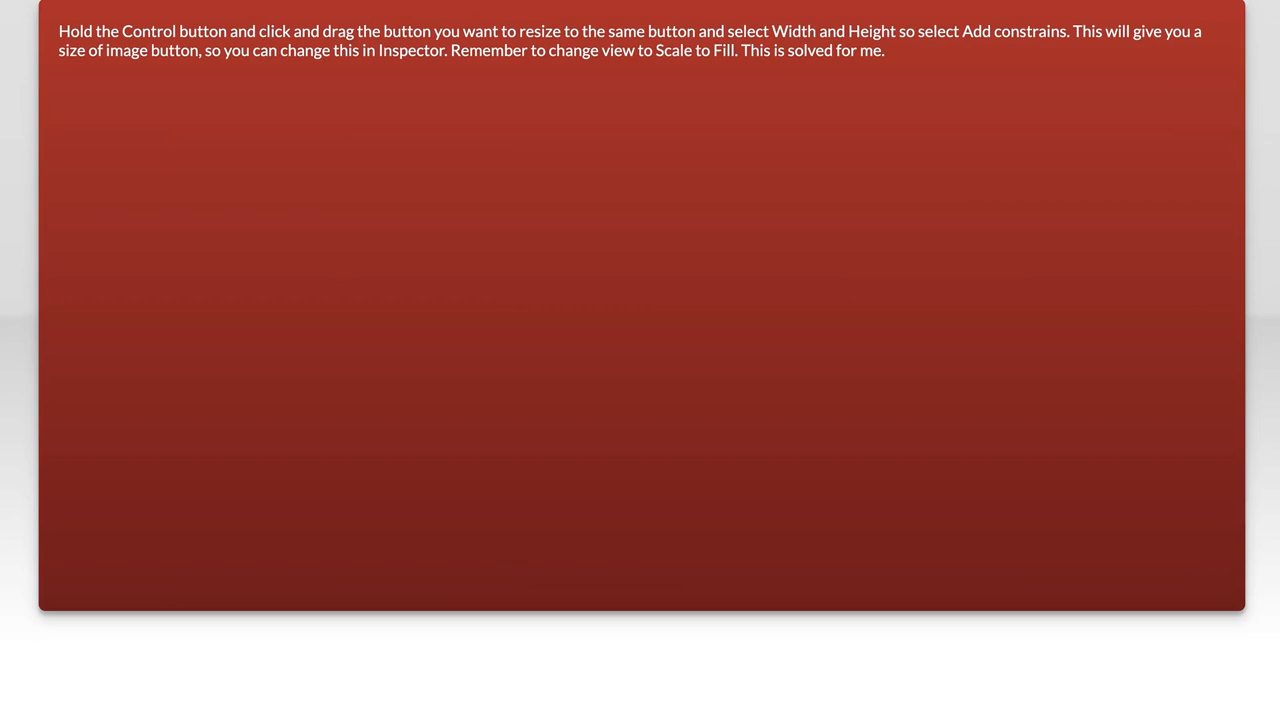 Hold the Control button and click and drag the button you want to resize to the same button and select Width and Height so select Add constrains. This will give you a
size of image button, so you can change this in Inspector. Remember to change view to Scale to Fill. This is solved for me.